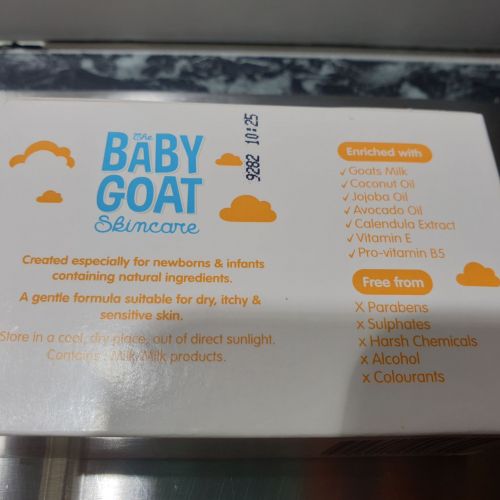 The
BABY
GOAT
Skincare
Created especially for newborns & infants
containing natural ingredients.
A gentle formula suitable for dry, itchy &
sensitive skin.
Store in a cool, dry place, out of direct sunlight.
Contains : Milk/Milk products.
9282 10:25
Enriched with
✓ Goats Milk
✓ Coconut Oil
✓ Jojoba Oil
✓ Avocado Oil
✓ Calendula Extract
✓ Vitamin E
✓ Pro-vitamin B5
Free from
X Parabens
x Sulphates
x Harsh Chemicals
x Alcohol
x Colourants